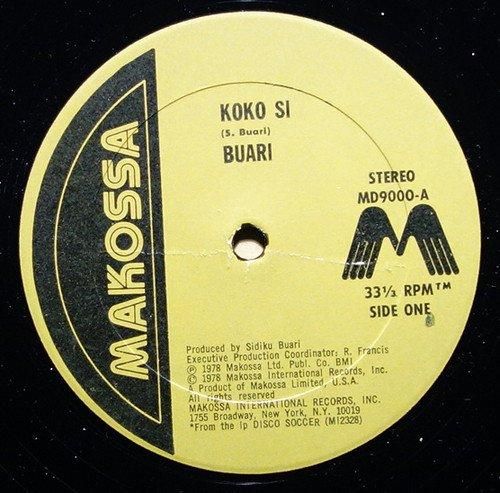 MAKOSSA
KOKO SI
(S. Buari)
BUARI
STEREO
MD9000-A
M
33⅓ RPM™
SIDE ONE
Produced by Sidiku Buari
Executive Production Coordinator; R. Francis
Ⓟ 1978 Makossa Ltd. Publ. Co. BMI
© 1978 Makossa International Records, Inc.
A Product of Makossa Limited, U.S.A.
All rights reserved
MAKOSSA INTERNATIONAL RECORDS, INC.
1755 Broadway, New York, N.Y. 10019
*From the lp DISCO SOCCER (MI2328)